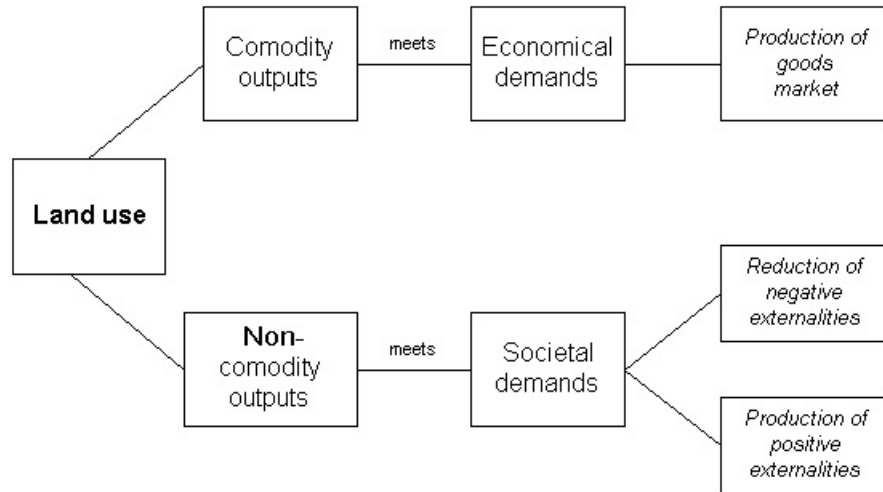 Comodity
outputs
meets
Economical
demands
Production of
goods
market
Land use
Non-
comodity
outputs
meets
Societal
demands
Reduction of
negative
externalities
Production of
positive
externalities